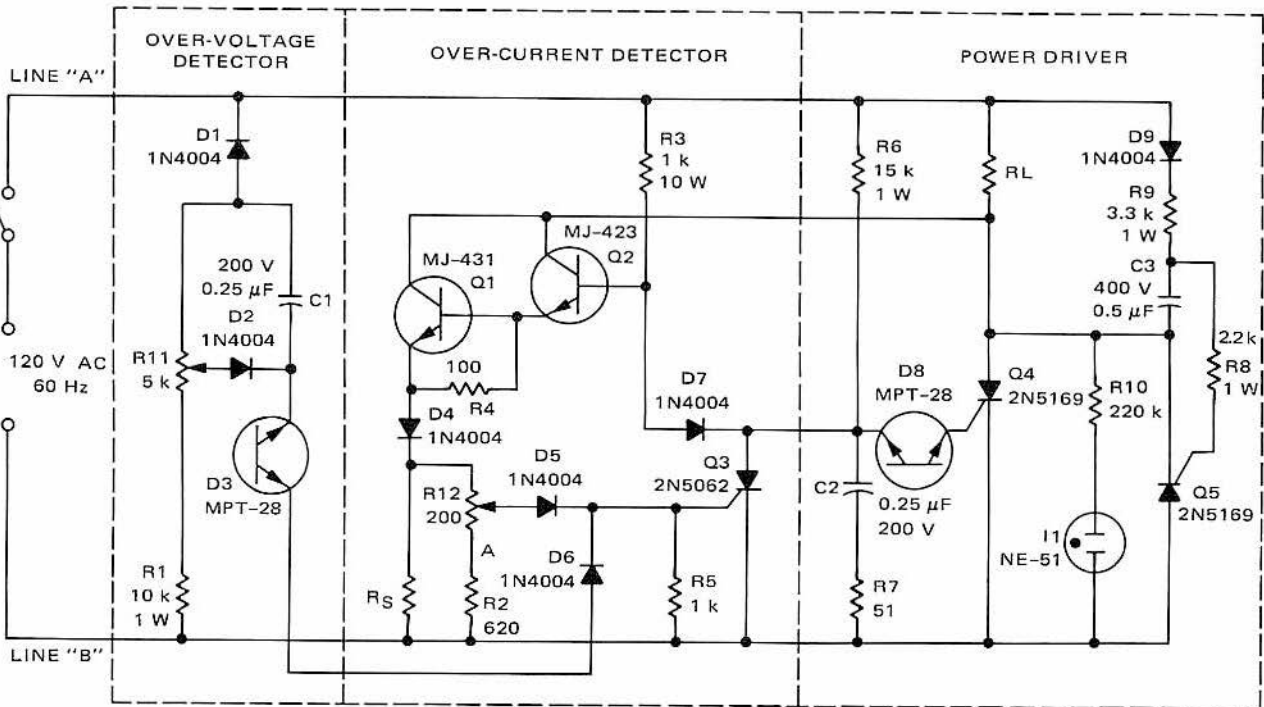 OVER-VOLTAGE
DETECTOR
OVER-CURRENT DETECTOR
POWER DRIVER
LINE "A"
D1
1N4004
R3
1 k
10 W
R6
15 k
1 W
RL
D9
1N4004
R9
3.3 k
1 W
MJ-423
Q2
MJ-431
Q1
200 V
0.25 µF
C1
C3
400 V
0.5 µF
D2
1N4004
R11
5 k
120 V AC
60 Hz
100
R4
D7
1N4004
D8
MPT-28
Q4
2N5169
R10
220 k
2.2 k
R8
1 W
D4
1N4004
D3
MPT-28
D5
1N4004
R12
200
Q3
2N5062
C2
0.25 µF
200 V
Q5
2N5169
A
D6
1N4004
I1
NE-51
R1
10 k
1 W
RS
R2
620
R5
1 k
R7
51
LINE "B"